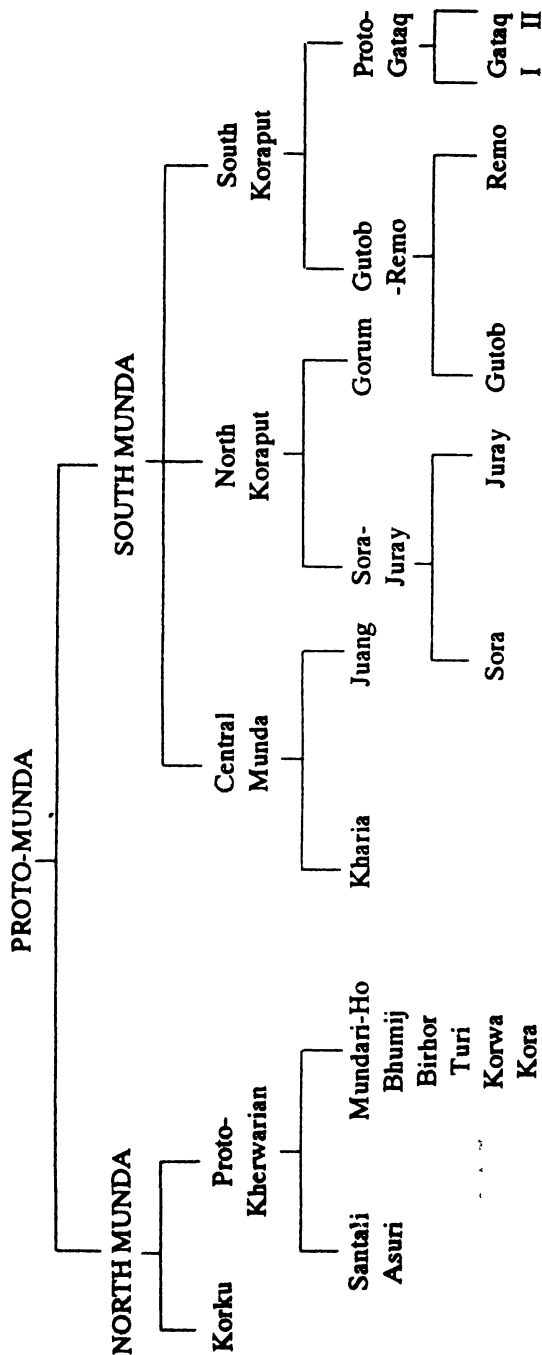 PROTO-MUNDA
NORTH MUNDA
SOUTH MUNDA
Korku
Proto-
Kherwarian
Central
Munda
North
Koraput
South
Koraput
Santali
Asuri
Mundari-Ho
Bhumij
Birhor
Turi
Korwa
Kora
Kharia
Juang
Sora-
Juray
Gorum
Gutob
-Remo
Proto-
Gataq
Sora
Juray
Gutob
Remo
Gataq
I II